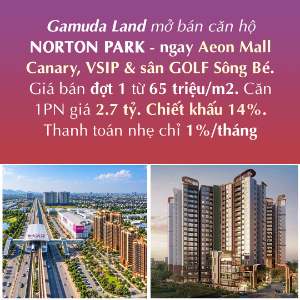 Gamuda Land mở bán căn hộ
NORTON PARK - ngay Aeon Mall
Canary, VSIP & sân GOLF Sông Bé.
Giá bán đợt 1 từ 65 triệu/m2. Căn
1PN giá 2.7 tỷ. Chiết khấu 14%.
Thanh toán nhẹ chỉ 1%/tháng